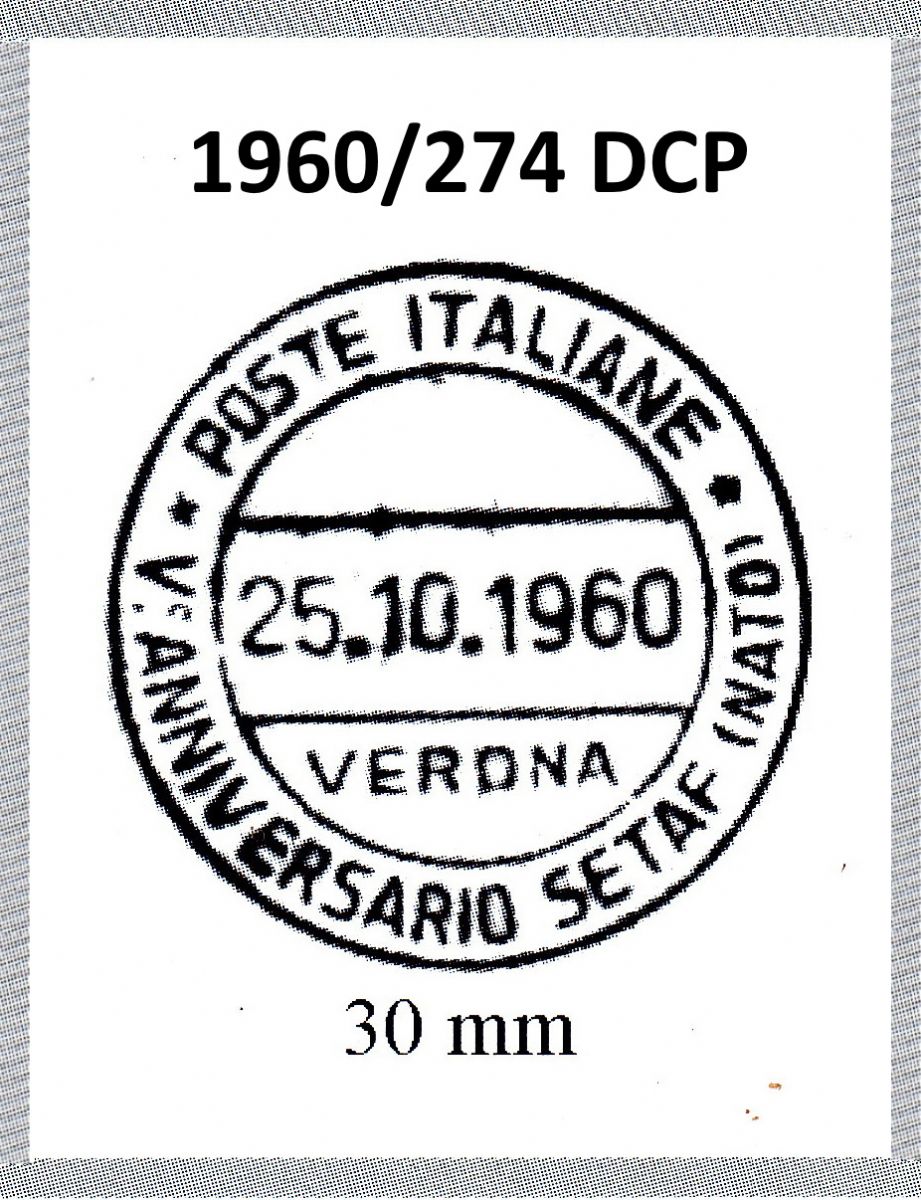 1960/274 DCP
POSTE ITALIANE
25.10.1960
VERONA
V° ANNIVERSARIO SETAF (NATO)
30 mm